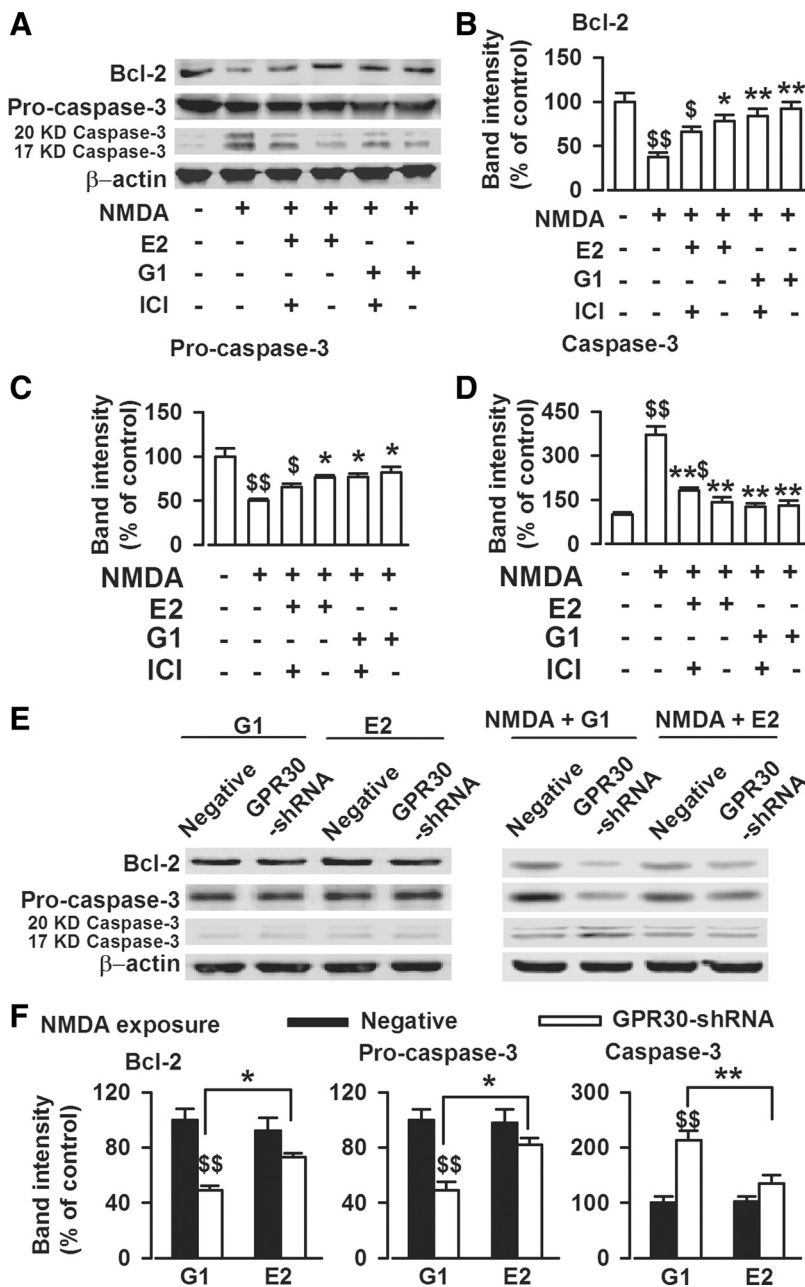 A
Bcl-2
Pro-caspase-3
20 KD Caspase-3
17 KD Caspase-3
β-actin
NMDA - + + + + +
E2 - - + + - -
G1 - - - - + +
ICI - - + - + -
B
Bcl-2
Band intensity
(% of control)
150
100
50
0
$$ $ * ** **
NMDA - + + + + +
E2 - - + + - -
G1 - - - - + +
ICI - - + - + -
C
Pro-caspase-3
Band intensity
(% of control)
150
100
50
0
$$ $ * * *
NMDA - + + + + +
E2 - - + + - -
G1 - - - - + +
ICI - - + - + -
D
Caspase-3
Band intensity
(% of control)
450
300
150
0
$$ **$ ** ** **
NMDA - + + + + +
E2 - - + + - -
G1 - - - - + +
ICI - - + - + -
E
G1 E2 NMDA + G1 NMDA + E2
Negative GPR30 -shRNA Negative GPR30 -shRNA Negative GPR30 -shRNA Negative GPR30 -shRNA
Bcl-2
Pro-caspase-3
20 KD Caspase-3
17 KD Caspase-3
β-actin
F
NMDA exposure Negative GPR30-shRNA
Bcl-2
Band intensity
(% of control)
120
80
40
0
$$ *
G1 E2
Pro-caspase-3
120
80
40
0
$$ *
G1 E2
Caspase-3
300
200
100
0
$$ **
G1 E2